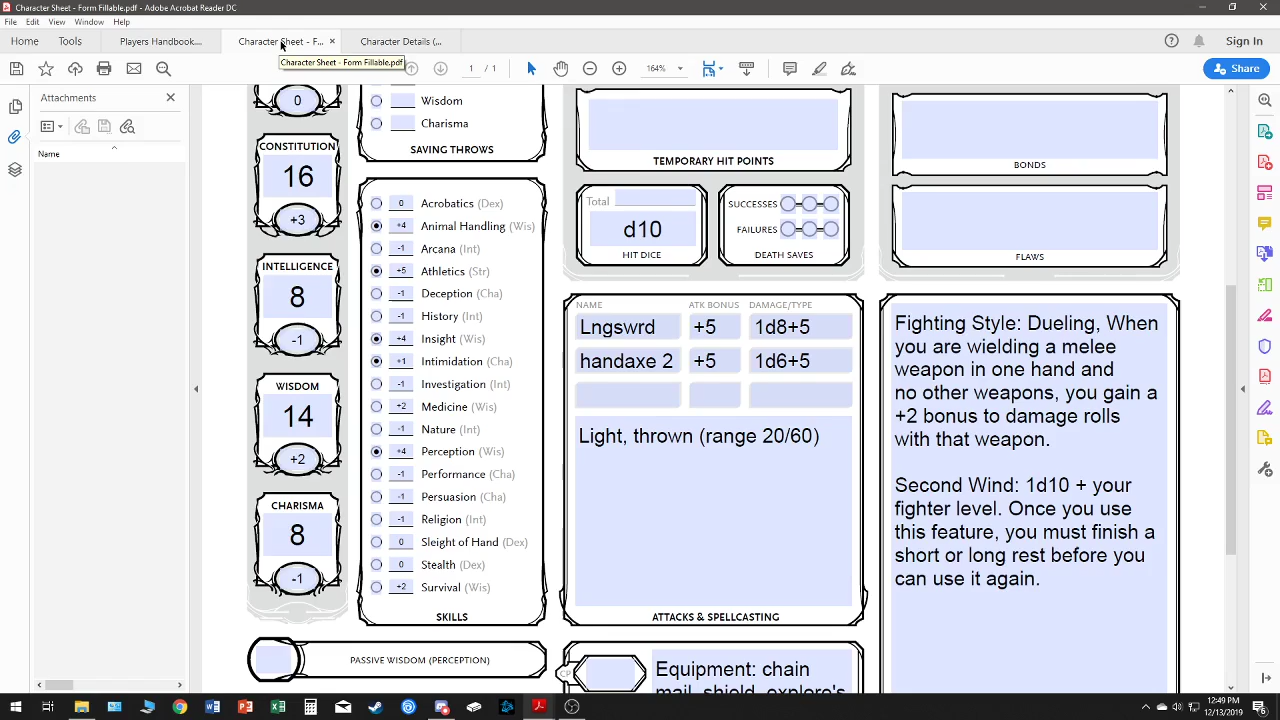 Character Sheet - Form Fillable.pdf - Adobe Acrobat Reader DC
File Edit View Window Help
Home Tools Players Handbook... Character Sheet - F... × Character Details (... Sign In
Character Sheet - Form Fillable.pdf
1 / 1 164% Share
Attachments
Name
0
CONSTITUTION
16
+3
INTELLIGENCE
8
-1
WISDOM
14
+2
CHARISMA
8
-1
Wisdom
Charisma
SAVING THROWS
0 Acrobatics (Dex)
+4 Animal Handling (Wis)
-1 Arcana (Int)
+5 Athletics (Str)
-1 Deception (Cha)
-1 History (Int)
+4 Insight (Wis)
+1 Intimidation (Cha)
-1 Investigation (Int)
+2 Medicine (Wis)
-1 Nature (Int)
+4 Perception (Wis)
-1 Performance (Cha)
-1 Persuasion (Cha)
-1 Religion (Int)
0 Sleight of Hand (Dex)
0 Stealth (Dex)
+2 Survival (Wis)
SKILLS
PASSIVE WISDOM (PERCEPTION)
TEMPORARY HIT POINTS
Total
d10
HIT DICE
SUCCESSES
FAILURES
DEATH SAVES
NAME ATK BONUS DAMAGE/TYPE
Lngswrd +5 1d8+5
handaxe 2 +5 1d6+5
Light, thrown (range 20/60)
ATTACKS & SPELLCASTING
CP
Equipment: chain
mail, shield, explore's
BONDS
FLAWS
Fighting Style: Dueling, When
you are wielding a melee
weapon in one hand and
no other weapons, you gain a
+2 bonus to damage rolls
with that weapon.
Second Wind: 1d10 + your
fighter level. Once you use
this feature, you must finish a
short or long rest before you
can use it again.
12:49 PM
12/13/2019